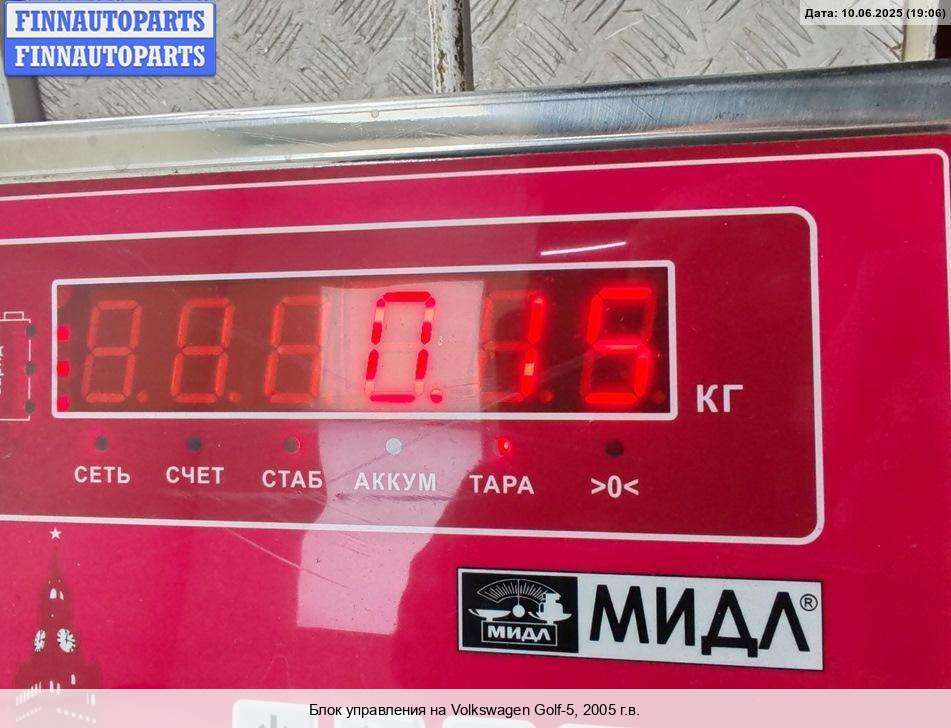 FINNAUTOPARTS
FINNAUTOPARTS
Дата: 10.06.2025 (19:06)
0.15
КГ
СЕТЬ СЧЕТ СТАБ АККУМ ТАРА >0<
МИДЛ МИДЛ®
Блок управления на Volkswagen Golf-5, 2005 г.в.